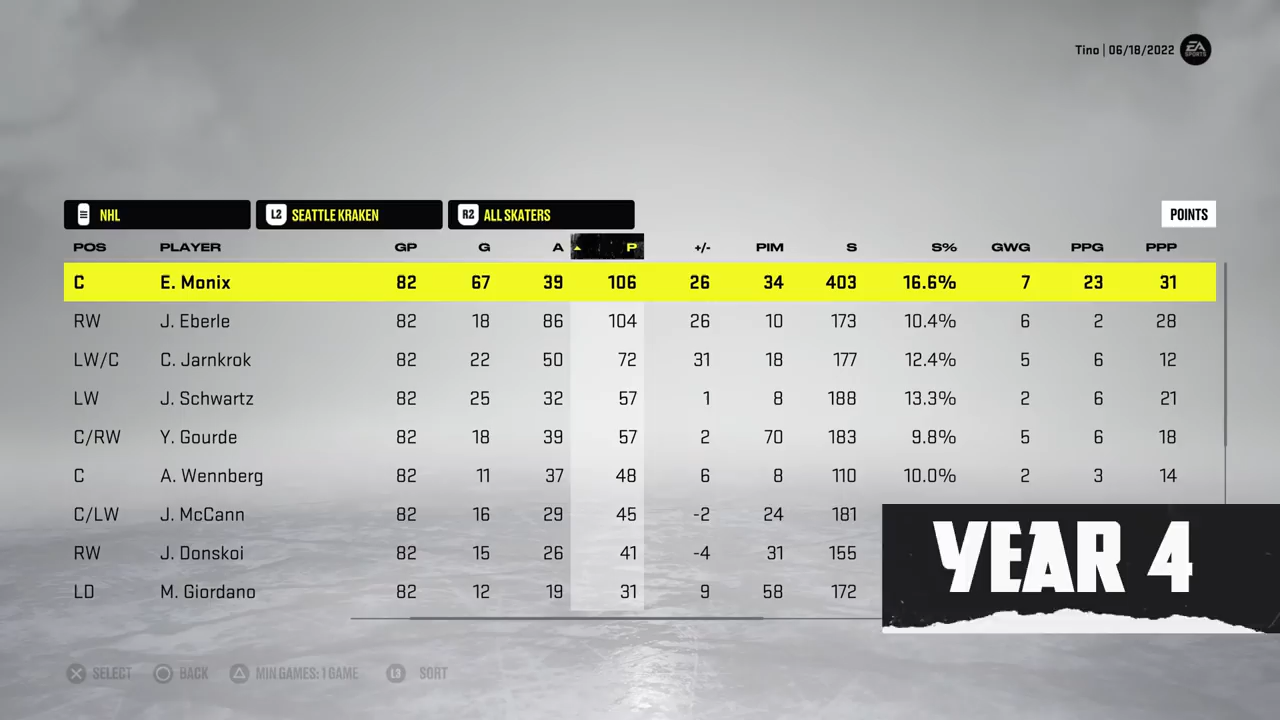 Tino | 06/18/2022 EA SPORTS
NHL L2 SEATTLE KRAKEN R2 ALL SKATERS POINTS
POS PLAYER GP G A P +/- PIM S S% GWG PPG PPP
C E. Monix 82 67 39 106 26 34 403 16.6% 7 23 31
RW J. Eberle 82 18 86 104 26 10 173 10.4% 6 2 28
LW/C C. Jarnkrok 82 22 50 72 31 18 177 12.4% 5 6 12
LW J. Schwartz 82 25 32 57 1 8 188 13.3% 2 6 21
C/RW Y. Gourde 82 18 39 57 2 70 183 9.8% 5 6 18
C A. Wennberg 82 11 37 48 6 8 110 10.0% 2 3 14
C/LW J. McCann 82 16 29 45 -2 24 181
RW J. Donskoi 82 15 26 41 -4 31 155
LD M. Giordano 82 12 19 31 9 58 172
YEAR 4
SELECT BACK MIN GAMES: 1 GAME L3 SORT